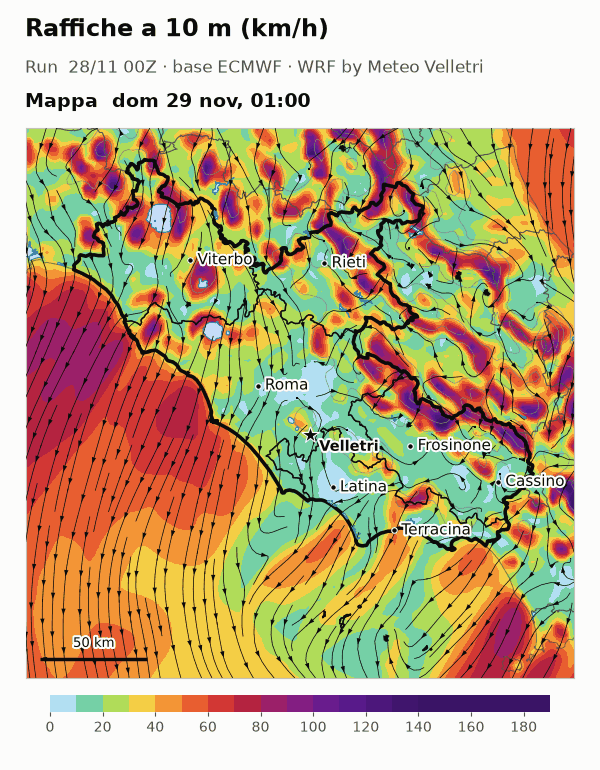 Raffiche a 10 m (km/h)
Run 28/11 00Z · base ECMWF · WRF by Meteo Velletri
Mappa dom 29 nov, 01:00
Viterbo
Rieti
Roma
Velletri
Frosinone
Cassino
Latina
Terracina
50 km
0 20 40 60 80 100 120 140 160 180